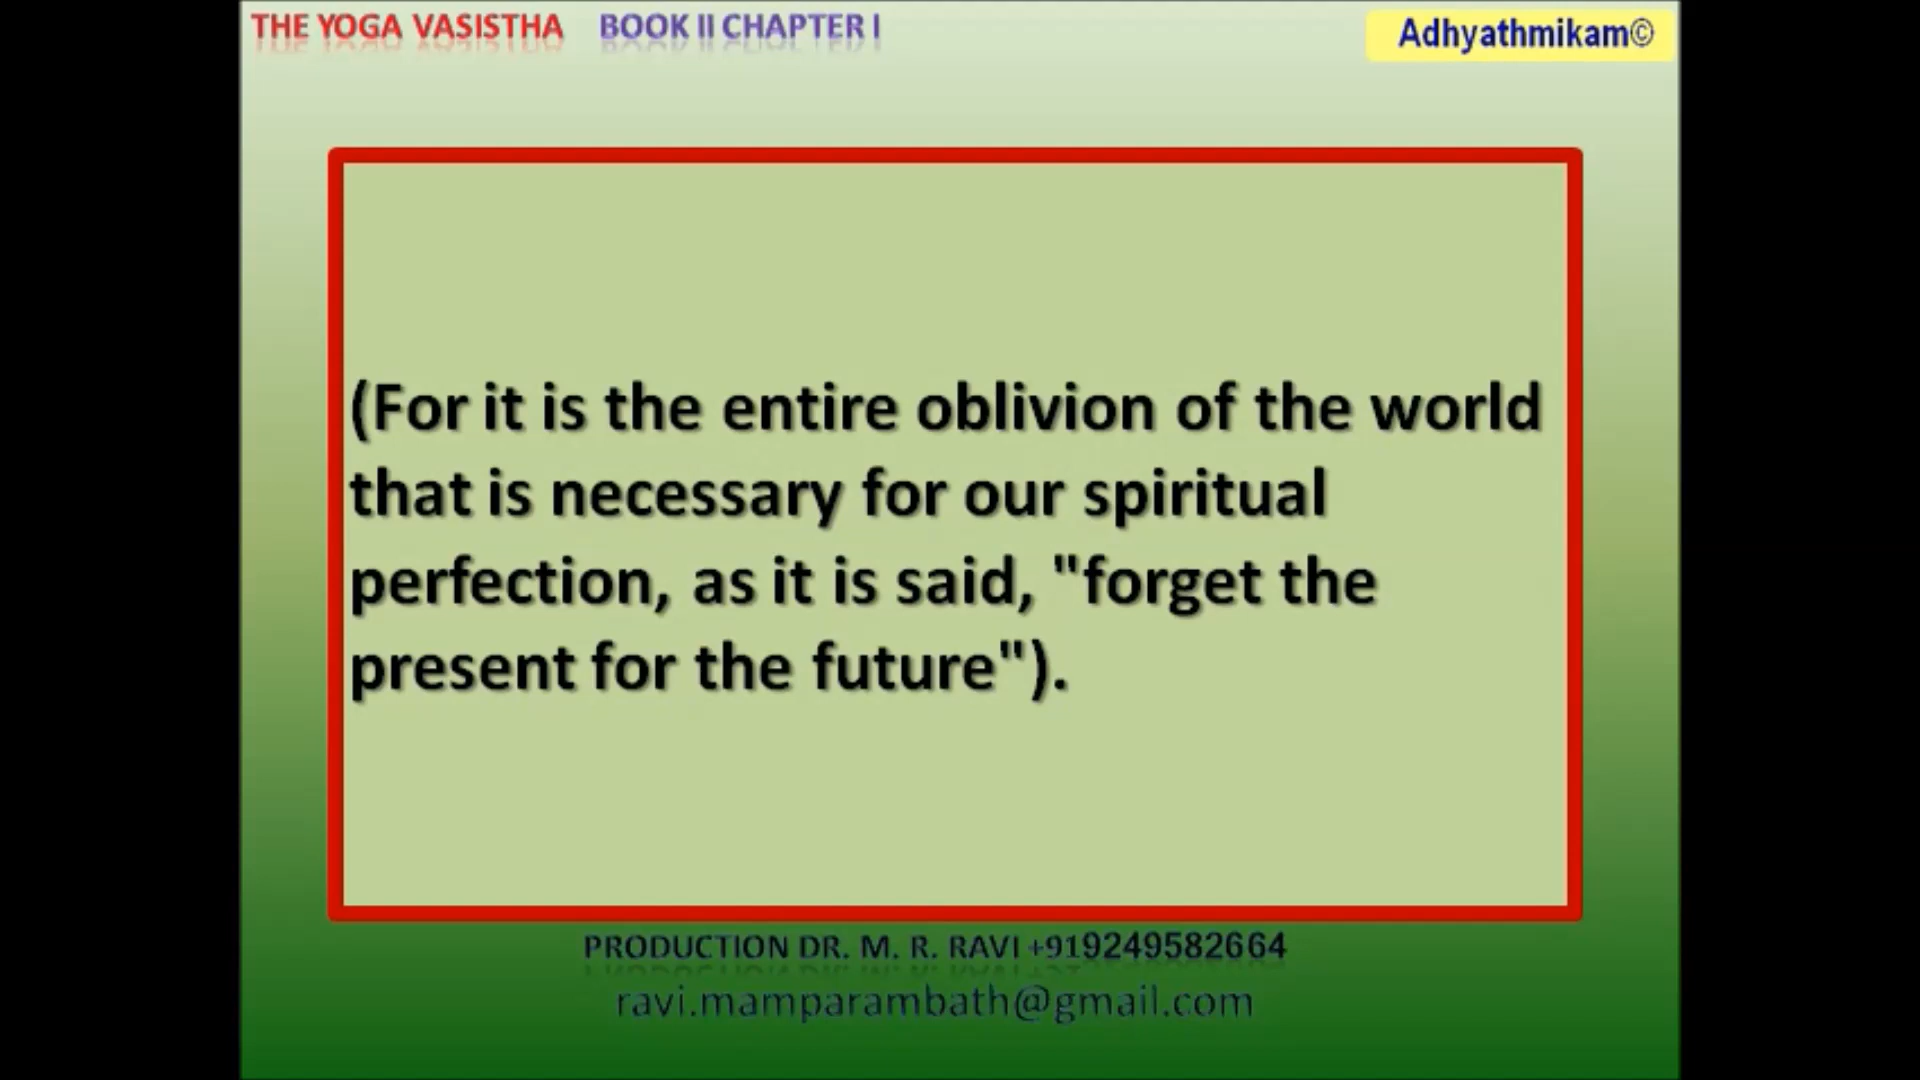 THE YOGA VASISTHA BOOK II CHAPTER I
Adhyathmikam©
(For it is the entire oblivion of the world
that is necessary for our spiritual
perfection, as it is said, "forget the
present for the future").
PRODUCTION DR. M. R. RAVI +919249582664
ravi.mamparambath@gmail.com